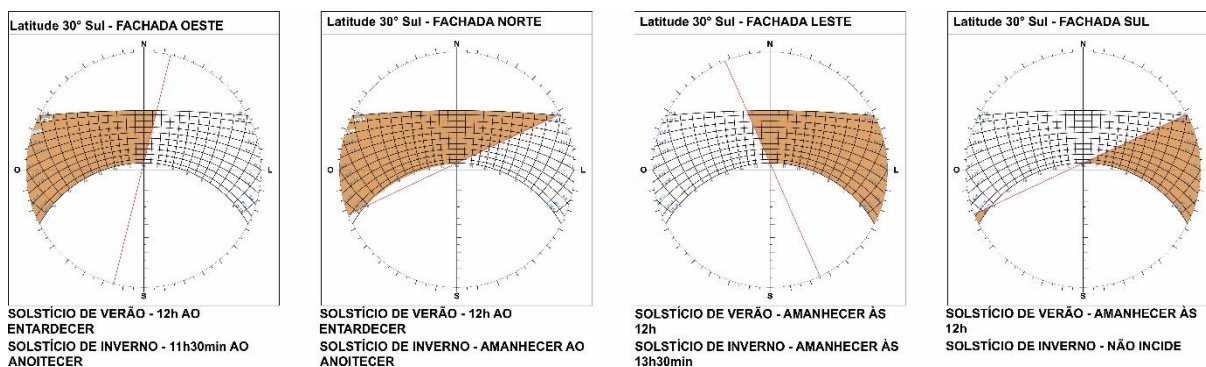 Latitude 30° Sul - FACHADA OESTE
N
O
L
S
SOLSTÍCIO DE VERÃO - 12h AO
ENTARDECER
SOLSTÍCIO DE INVERNO - 11h30min AO
ANOITECER
Latitude 30° Sul - FACHADA NORTE
N
O
L
S
SOLSTÍCIO DE VERÃO - 12h AO
ENTARDECER
SOLSTÍCIO DE INVERNO - AMANHECER AO
ANOITECER
Latitude 30° Sul - FACHADA LESTE
N
O
L
S
SOLSTÍCIO DE VERÃO - AMANHECER ÀS
12h
SOLSTÍCIO DE INVERNO - AMANHECER ÀS
13h30min
Latitude 30° Sul - FACHADA SUL
N
O
L
S
SOLSTÍCIO DE VERÃO - AMANHECER ÀS
12h
SOLSTÍCIO DE INVERNO - NÃO INCIDE